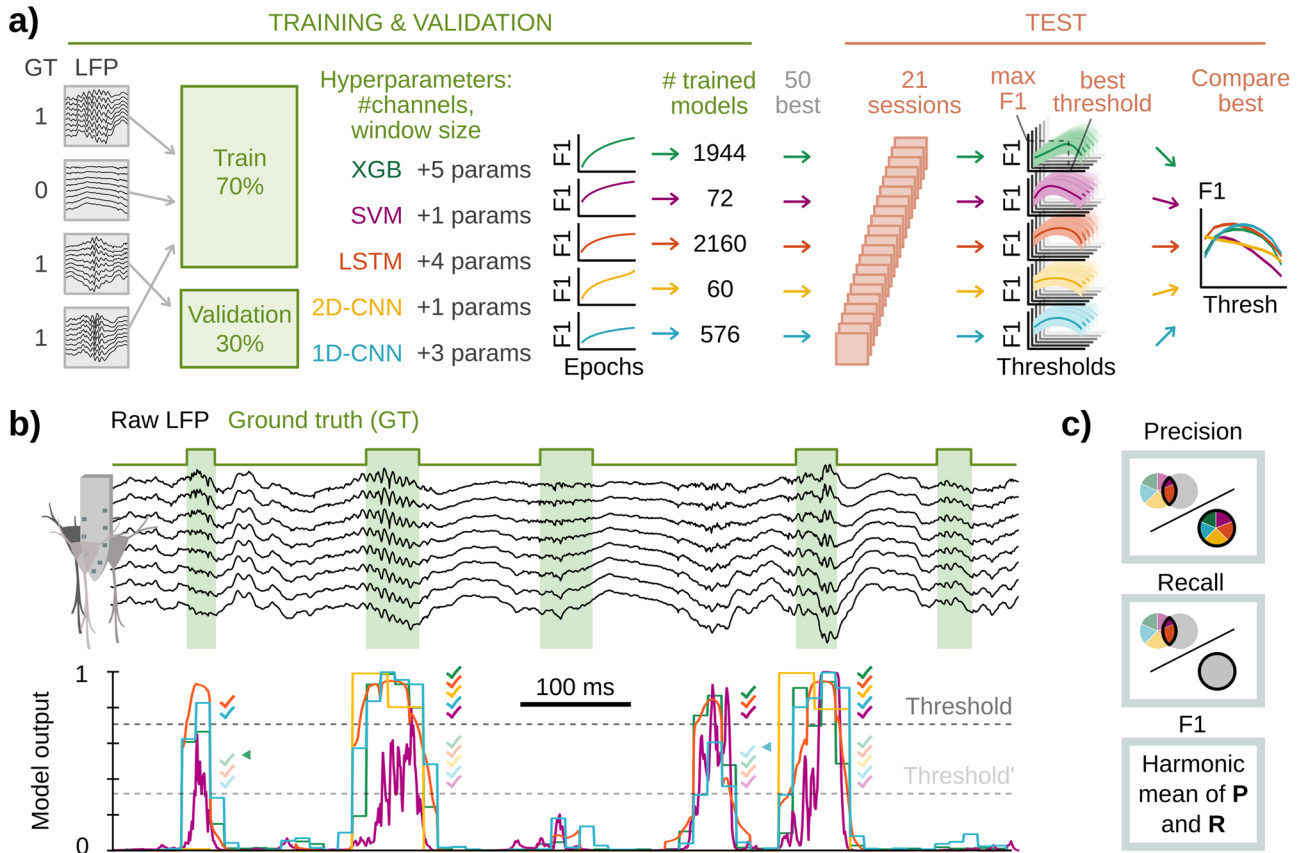 a)
TRAINING & VALIDATION
TEST
GT
LFP
1
0
1
1
Train
70%
Validation
30%
Hyperparameters:
#channels,
window size
XGB +5 params
SVM +1 params
LSTM +4 params
2D-CNN +1 params
1D-CNN +3 params
F1
F1
F1
F1
F1
Epochs
# trained
models
1944
72
2160
60
576
50
best
21
sessions
max
F1
best
threshold
F1
F1
F1
F1
F1
Thresholds
Compare
best
F1
Thresh
b)
Raw LFP
Ground truth (GT)
Model output
1
0
100 ms
Threshold
Threshold'
c)
Precision
Recall
F1
Harmonic
mean of P
and R